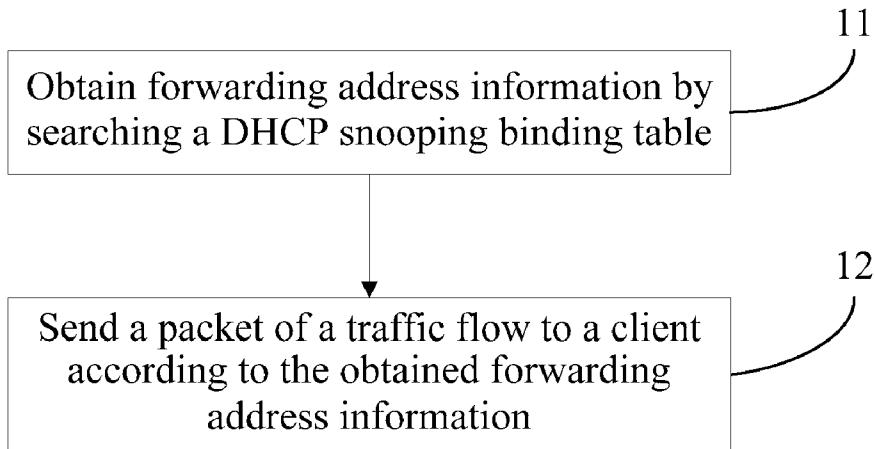 11
Obtain forwarding address information by
searching a DHCP snooping binding table
12
Send a packet of a traffic flow to a client
according to the obtained forwarding
address information